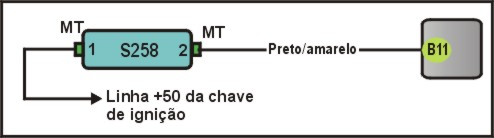 MT
MT
1 S258 2
Preto/amarelo
B11
Linha +50 da chave
de ignição